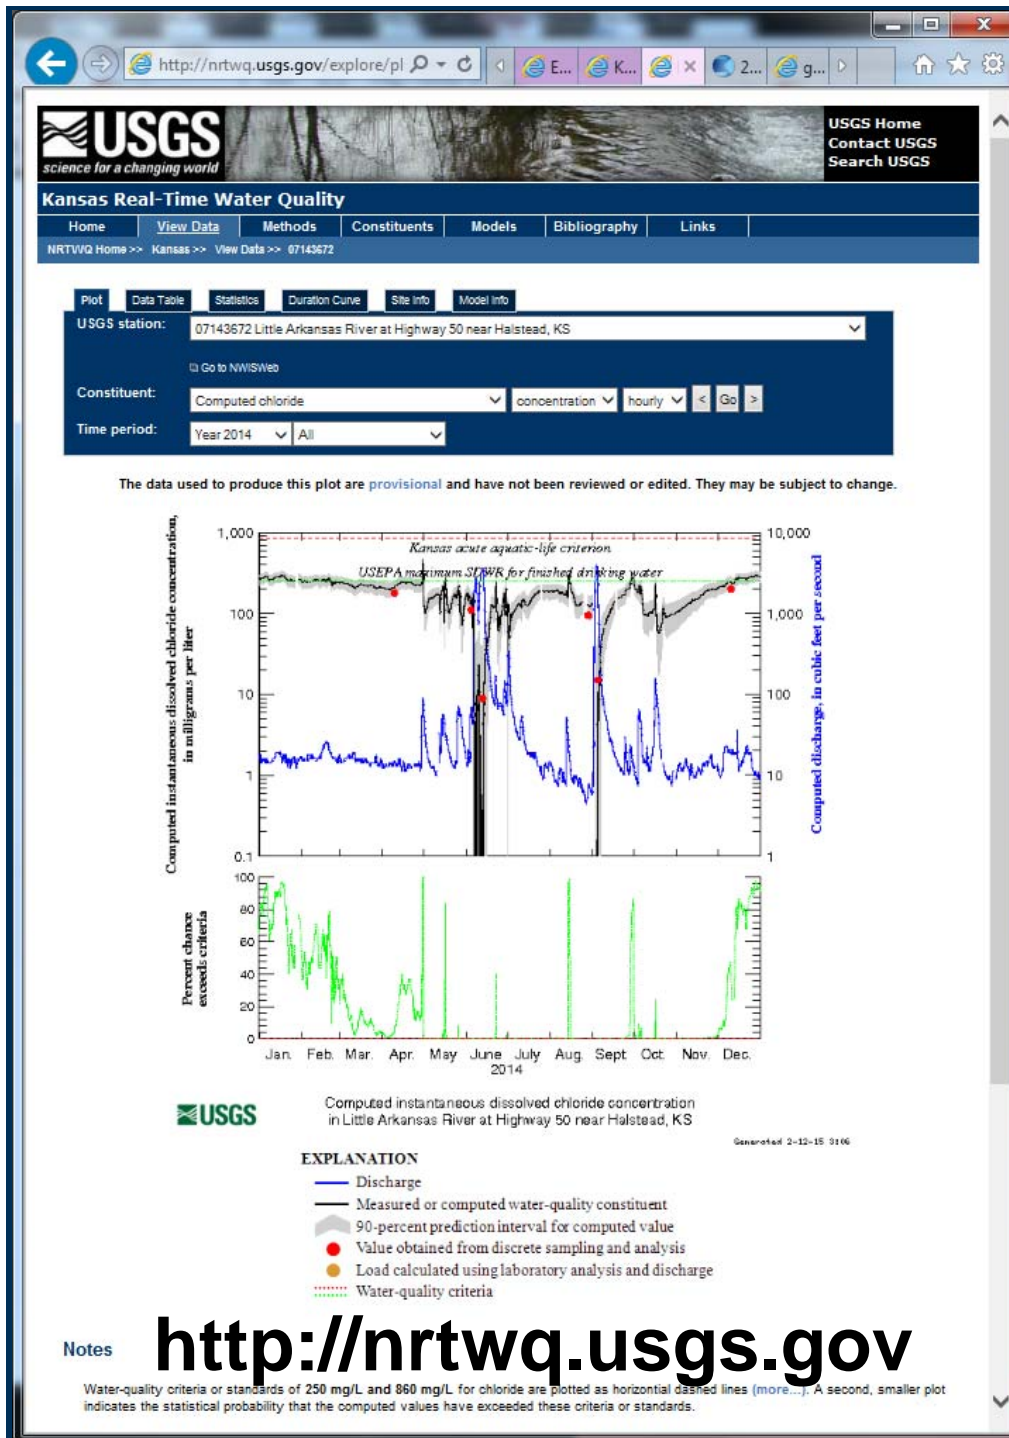 http://nrtwq.usgs.gov/explore/pl
E...
K...
2...
g...
USGS
science for a changing world
USGS Home
Contact USGS
Search USGS
Kansas Real-Time Water Quality
Home View Data Methods Constituents Models Bibliography Links
NRTWQ Home >> Kansas >> View Data >> 07143672
Plot Data Table Statistics Duration Curve Site Info Model Info
USGS station:
07143672 Little Arkansas River at Highway 50 near Halstead, KS
Go to NWISWeb
Constituent:
Computed chloride concentration hourly < Go >
Time period:
Year 2014 All
The data used to produce this plot are provisional and have not been reviewed or edited. They may be subject to change.
Computed instantaneous dissolved chloride concentration,
in milligrams per liter
1,000
100
10
1
0.1
Kansas acute aquatic-life criterion
USEPA maximum SDWR for finished drinking water
10,000
1,000
100
10
1
Computed discharge, in cubic feet per second
Percent chance
exceeds criteria
100
80
60
40
20
0
Jan. Feb. Mar. Apr. May June July Aug. Sept Oct. Nov. Dec.
2014
USGS
Computed instantaneous dissolved chloride concentration
in Little Arkansas River at Highway 50 near Halstead, KS
Generated 2-12-15 3:06
EXPLANATION
Discharge
Measured or computed water-quality constituent
90-percent prediction interval for computed value
Value obtained from discrete sampling and analysis
Load calculated using laboratory analysis and discharge
Water-quality criteria
http://nrtwq.usgs.gov
Notes
Water-quality criteria or standards of 250 mg/L and 860 mg/L for chloride are plotted as horizontial dashed lines (more...). A second, smaller plot
indicates the statistical probability that the computed values have exceeded these criteria or standards.